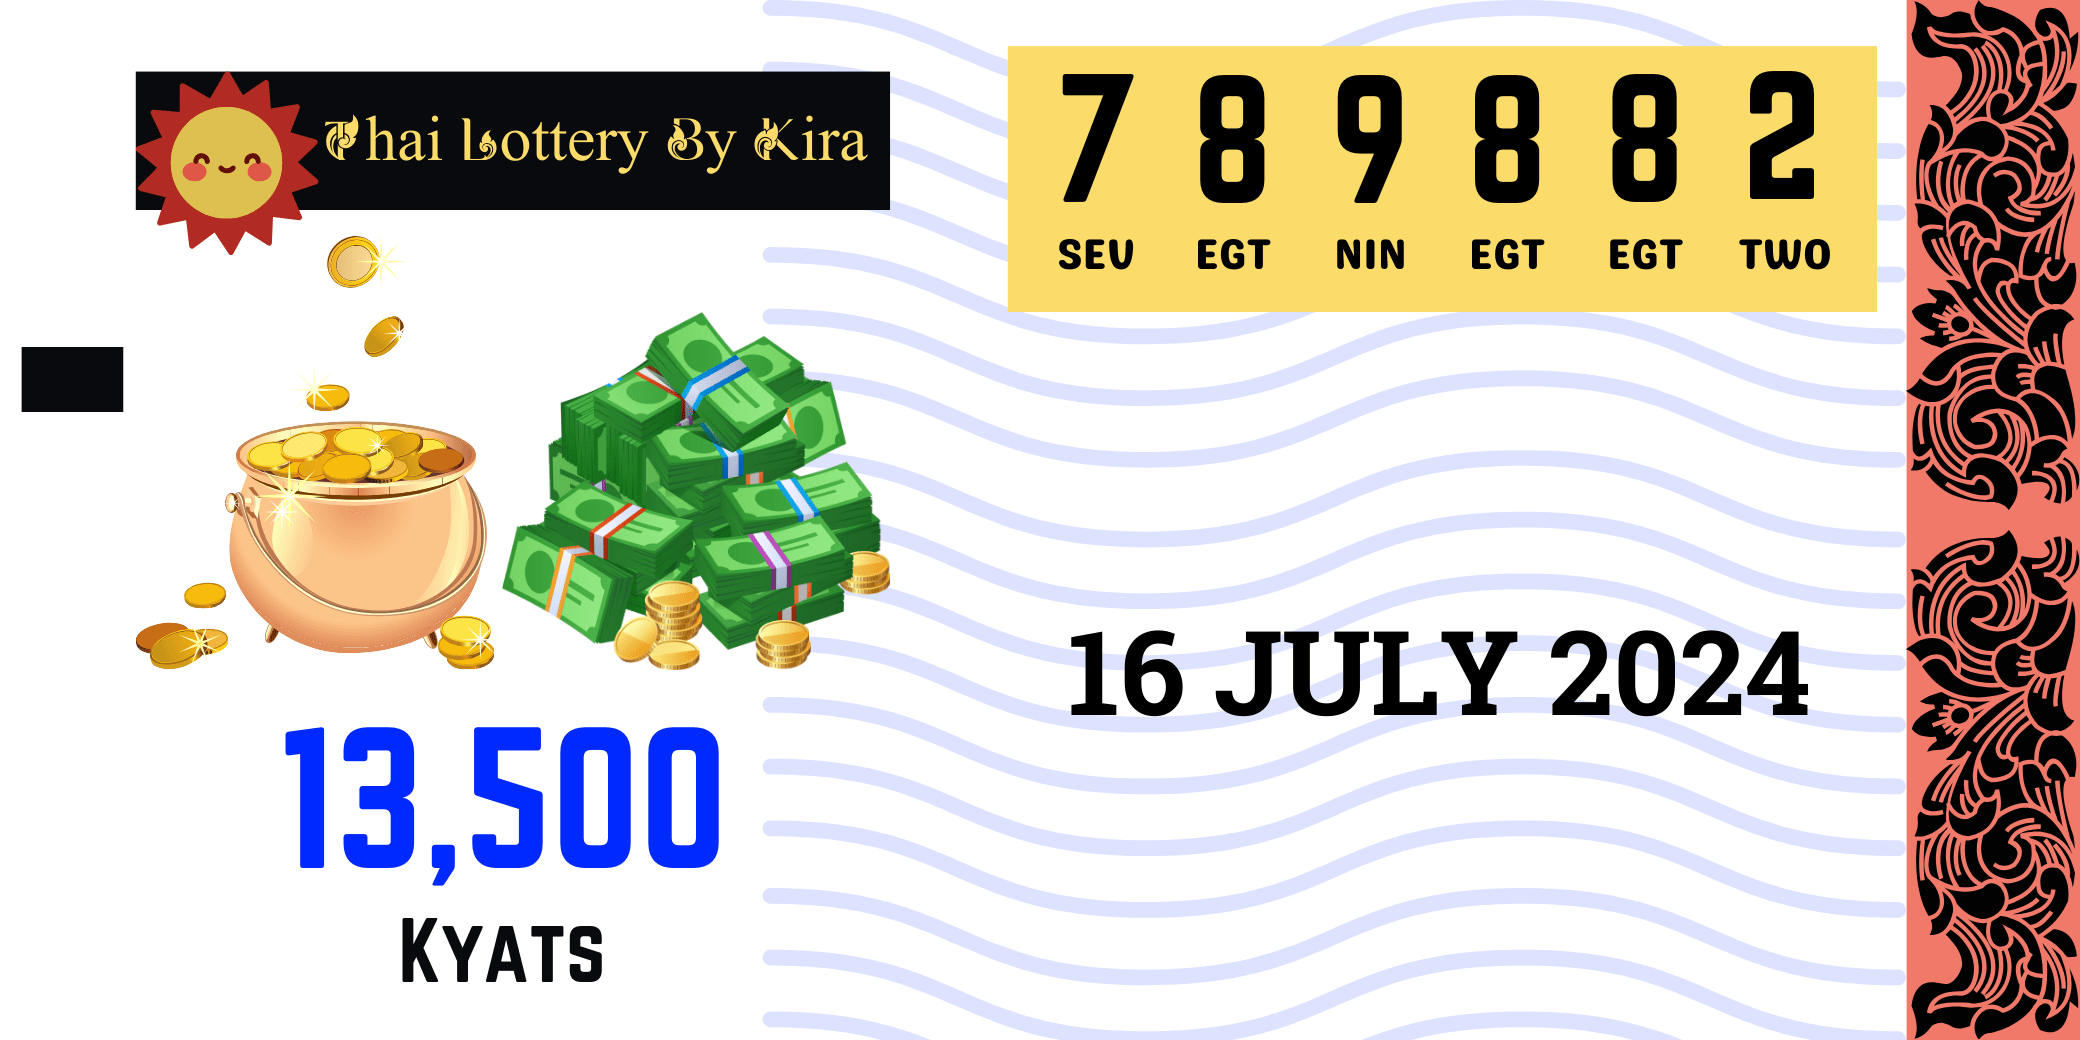 Thai Lottery By Kira
7 8 9 8 8 2
SEV EGT NIN EGT EGT TWO
16 JULY 2024
13,500
KYATS